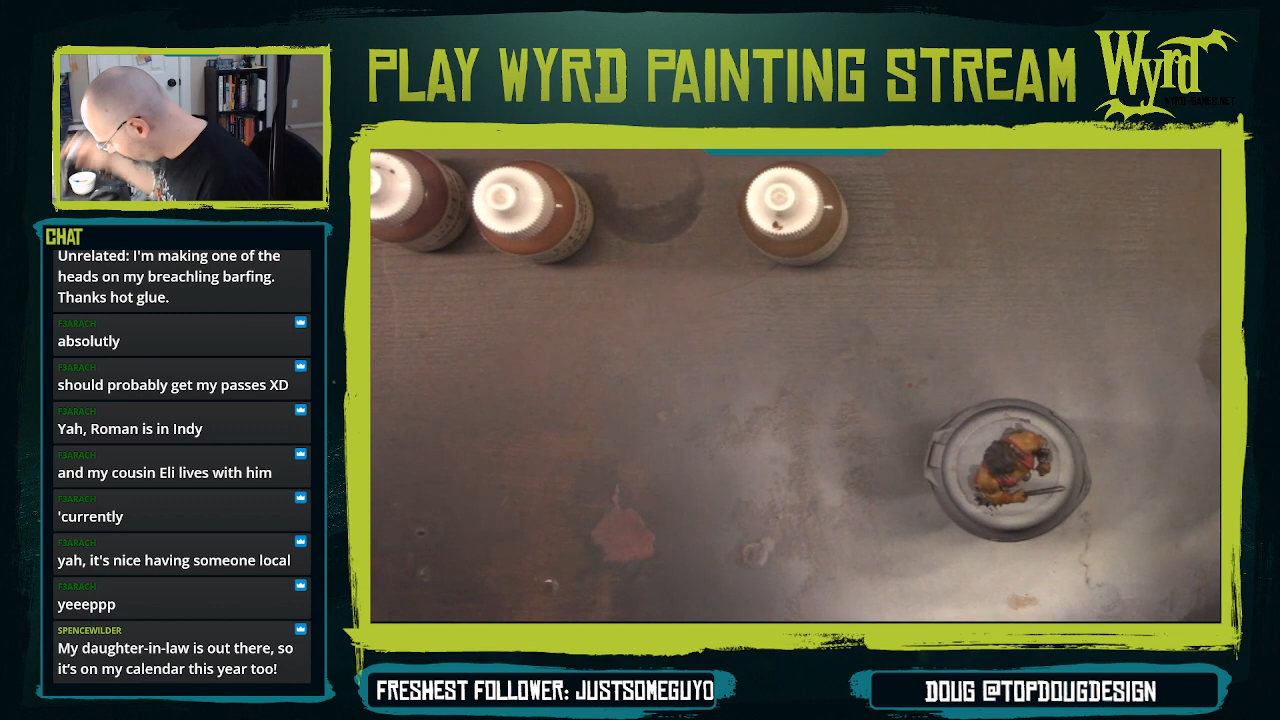 PLAY WYRD PAINTING STREAM
Wyrd
WYRD-GAMES.NET
CHAT
Unrelated: I'm making one of the
heads on my breachling barfing.
Thanks hot glue.
F3ARACH
absolutly
F3ARACH
should probably get my passes XD
F3ARACH
Yah, Roman is in Indy
F3ARACH
and my cousin Eli lives with him
F3ARACH
'currently
F3ARACH
yah, it's nice having someone local
F3ARACH
yeeeppp
SPENCEWILDER
My daughter-in-law is out there, so
it's on my calendar this year too!
FRESHEST FOLLOWER: JUSTSOMEGUYO
DOUG @TOPDOUGDESIGN